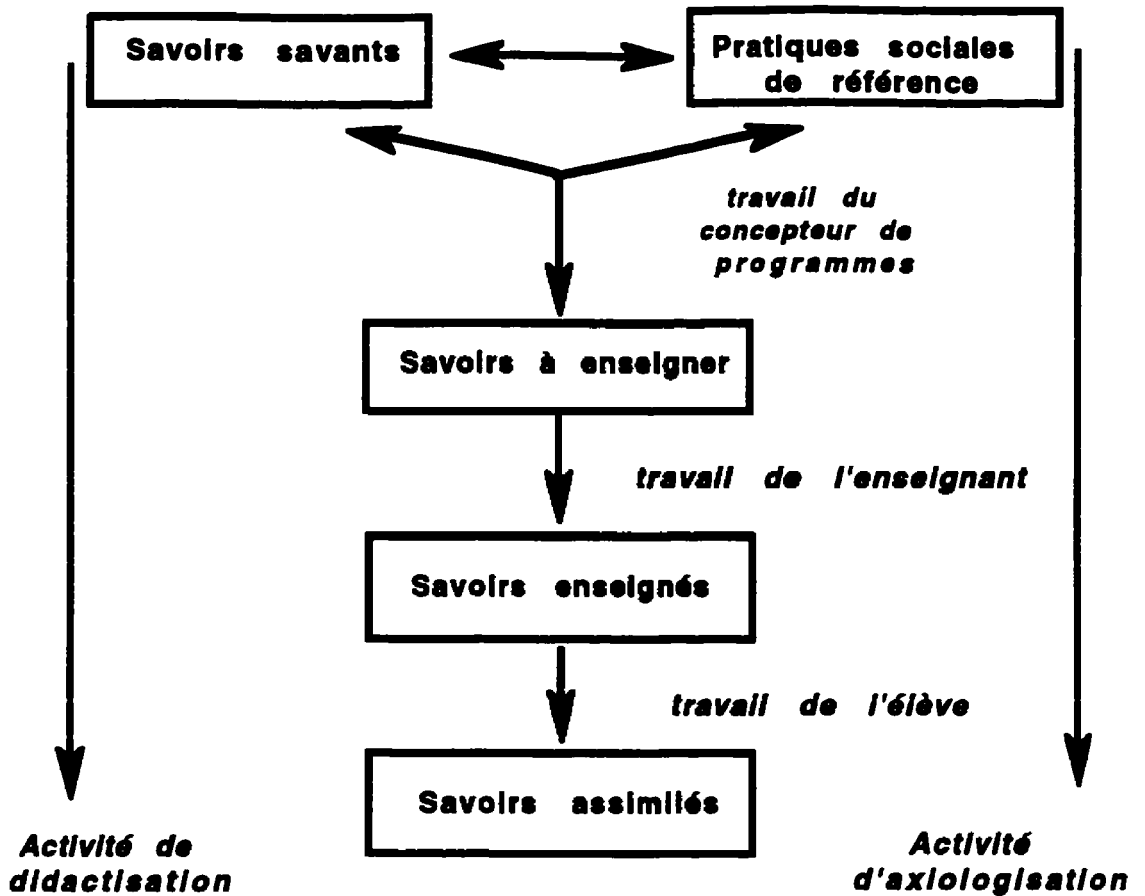 Savoirs savants
Pratiques sociales
de référence
travail du
concepteur de
programmes
Savoirs à enseigner
travail de l'enseignant
Savoirs enseignés
travail de l'élève
Savoirs assimilés
Activité de
didactisation
Activité
d'axiologisation